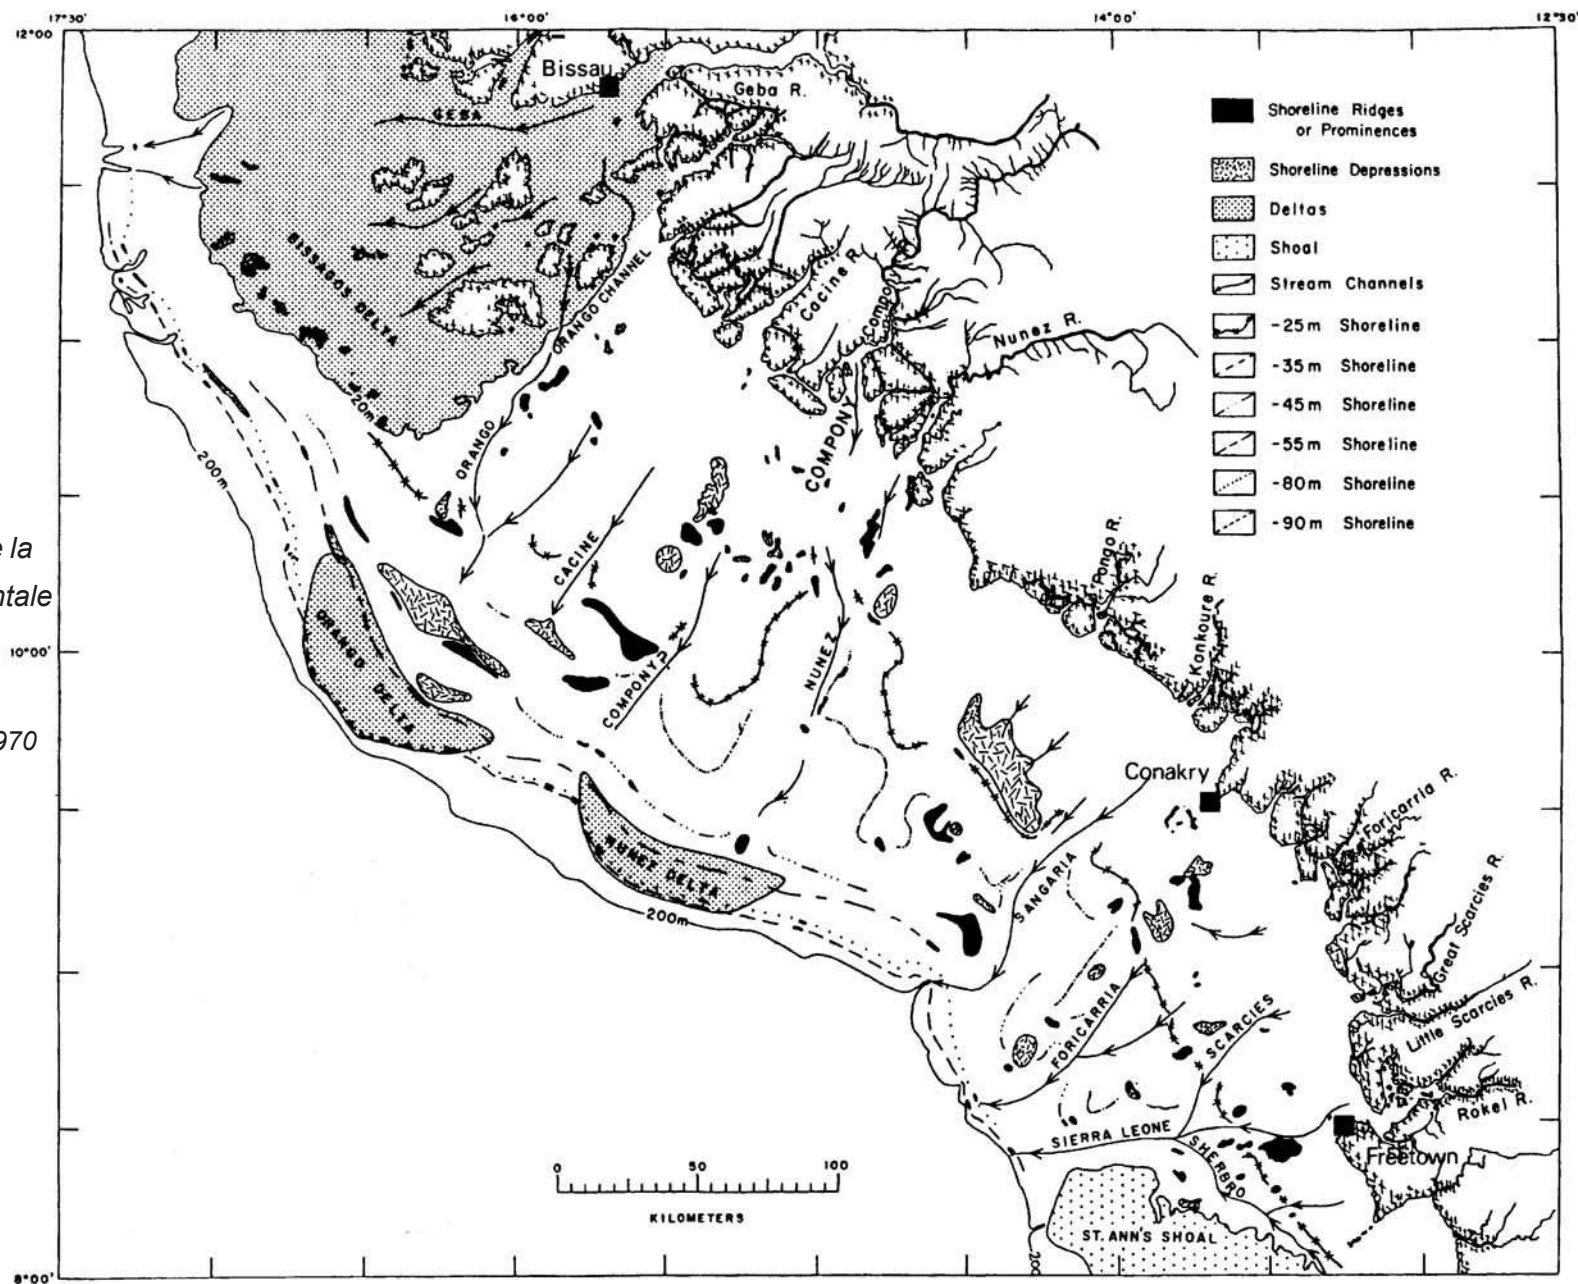 17°30'
16°00'
14°00'
12°30'
12°00
10°00'
8°00'
e la
ntale
970
Bissau
Geba R.
GEBA
BISSAGOS DELTA
ORANGO CHANNEL
20m
200m
ORANGO
CACINE
Cacine R.
Compony R.
COMPONY
Nunez R.
Pongo R.
Konkoure R.
ORANGO DELTA
COMPONY?
NUNEZ
NUNEZ DELTA
200m
Conakry
SANGARIA
Foricarria R.
Great Scarcies R.
Little Scarcies R.
Rokel R.
FORICARRIA
SCARCIES
SIERRA LEONE
SHERBRO
Freetown
ST. ANN'S SHOAL
Shoreline Ridges
or Prominences
Shoreline Depressions
Deltas
Shoal
Stream Channels
-25m Shoreline
-35m Shoreline
-45m Shoreline
-55m Shoreline
-80m Shoreline
-90m Shoreline
0 50 100
KILOMETERS